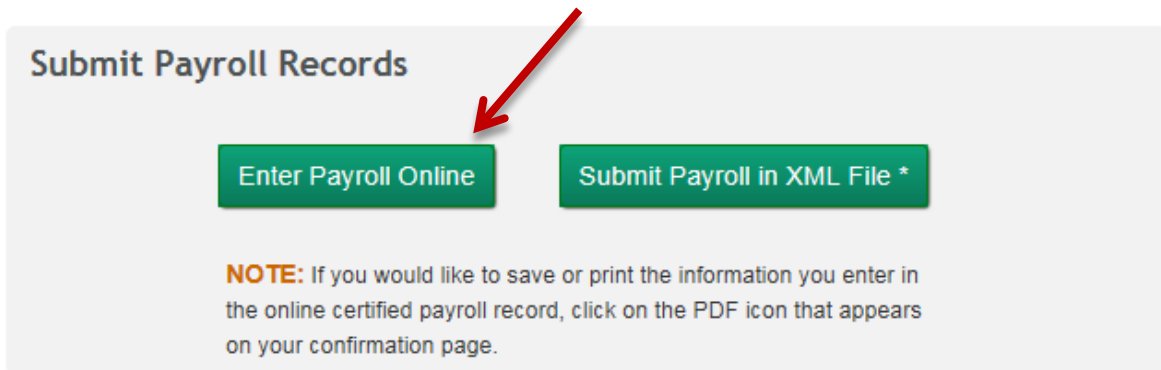 Submit Payroll Records
Enter Payroll Online
Submit Payroll in XML File *
NOTE: If you would like to save or print the information you enter in
the online certified payroll record, click on the PDF icon that appears
on your confirmation page.